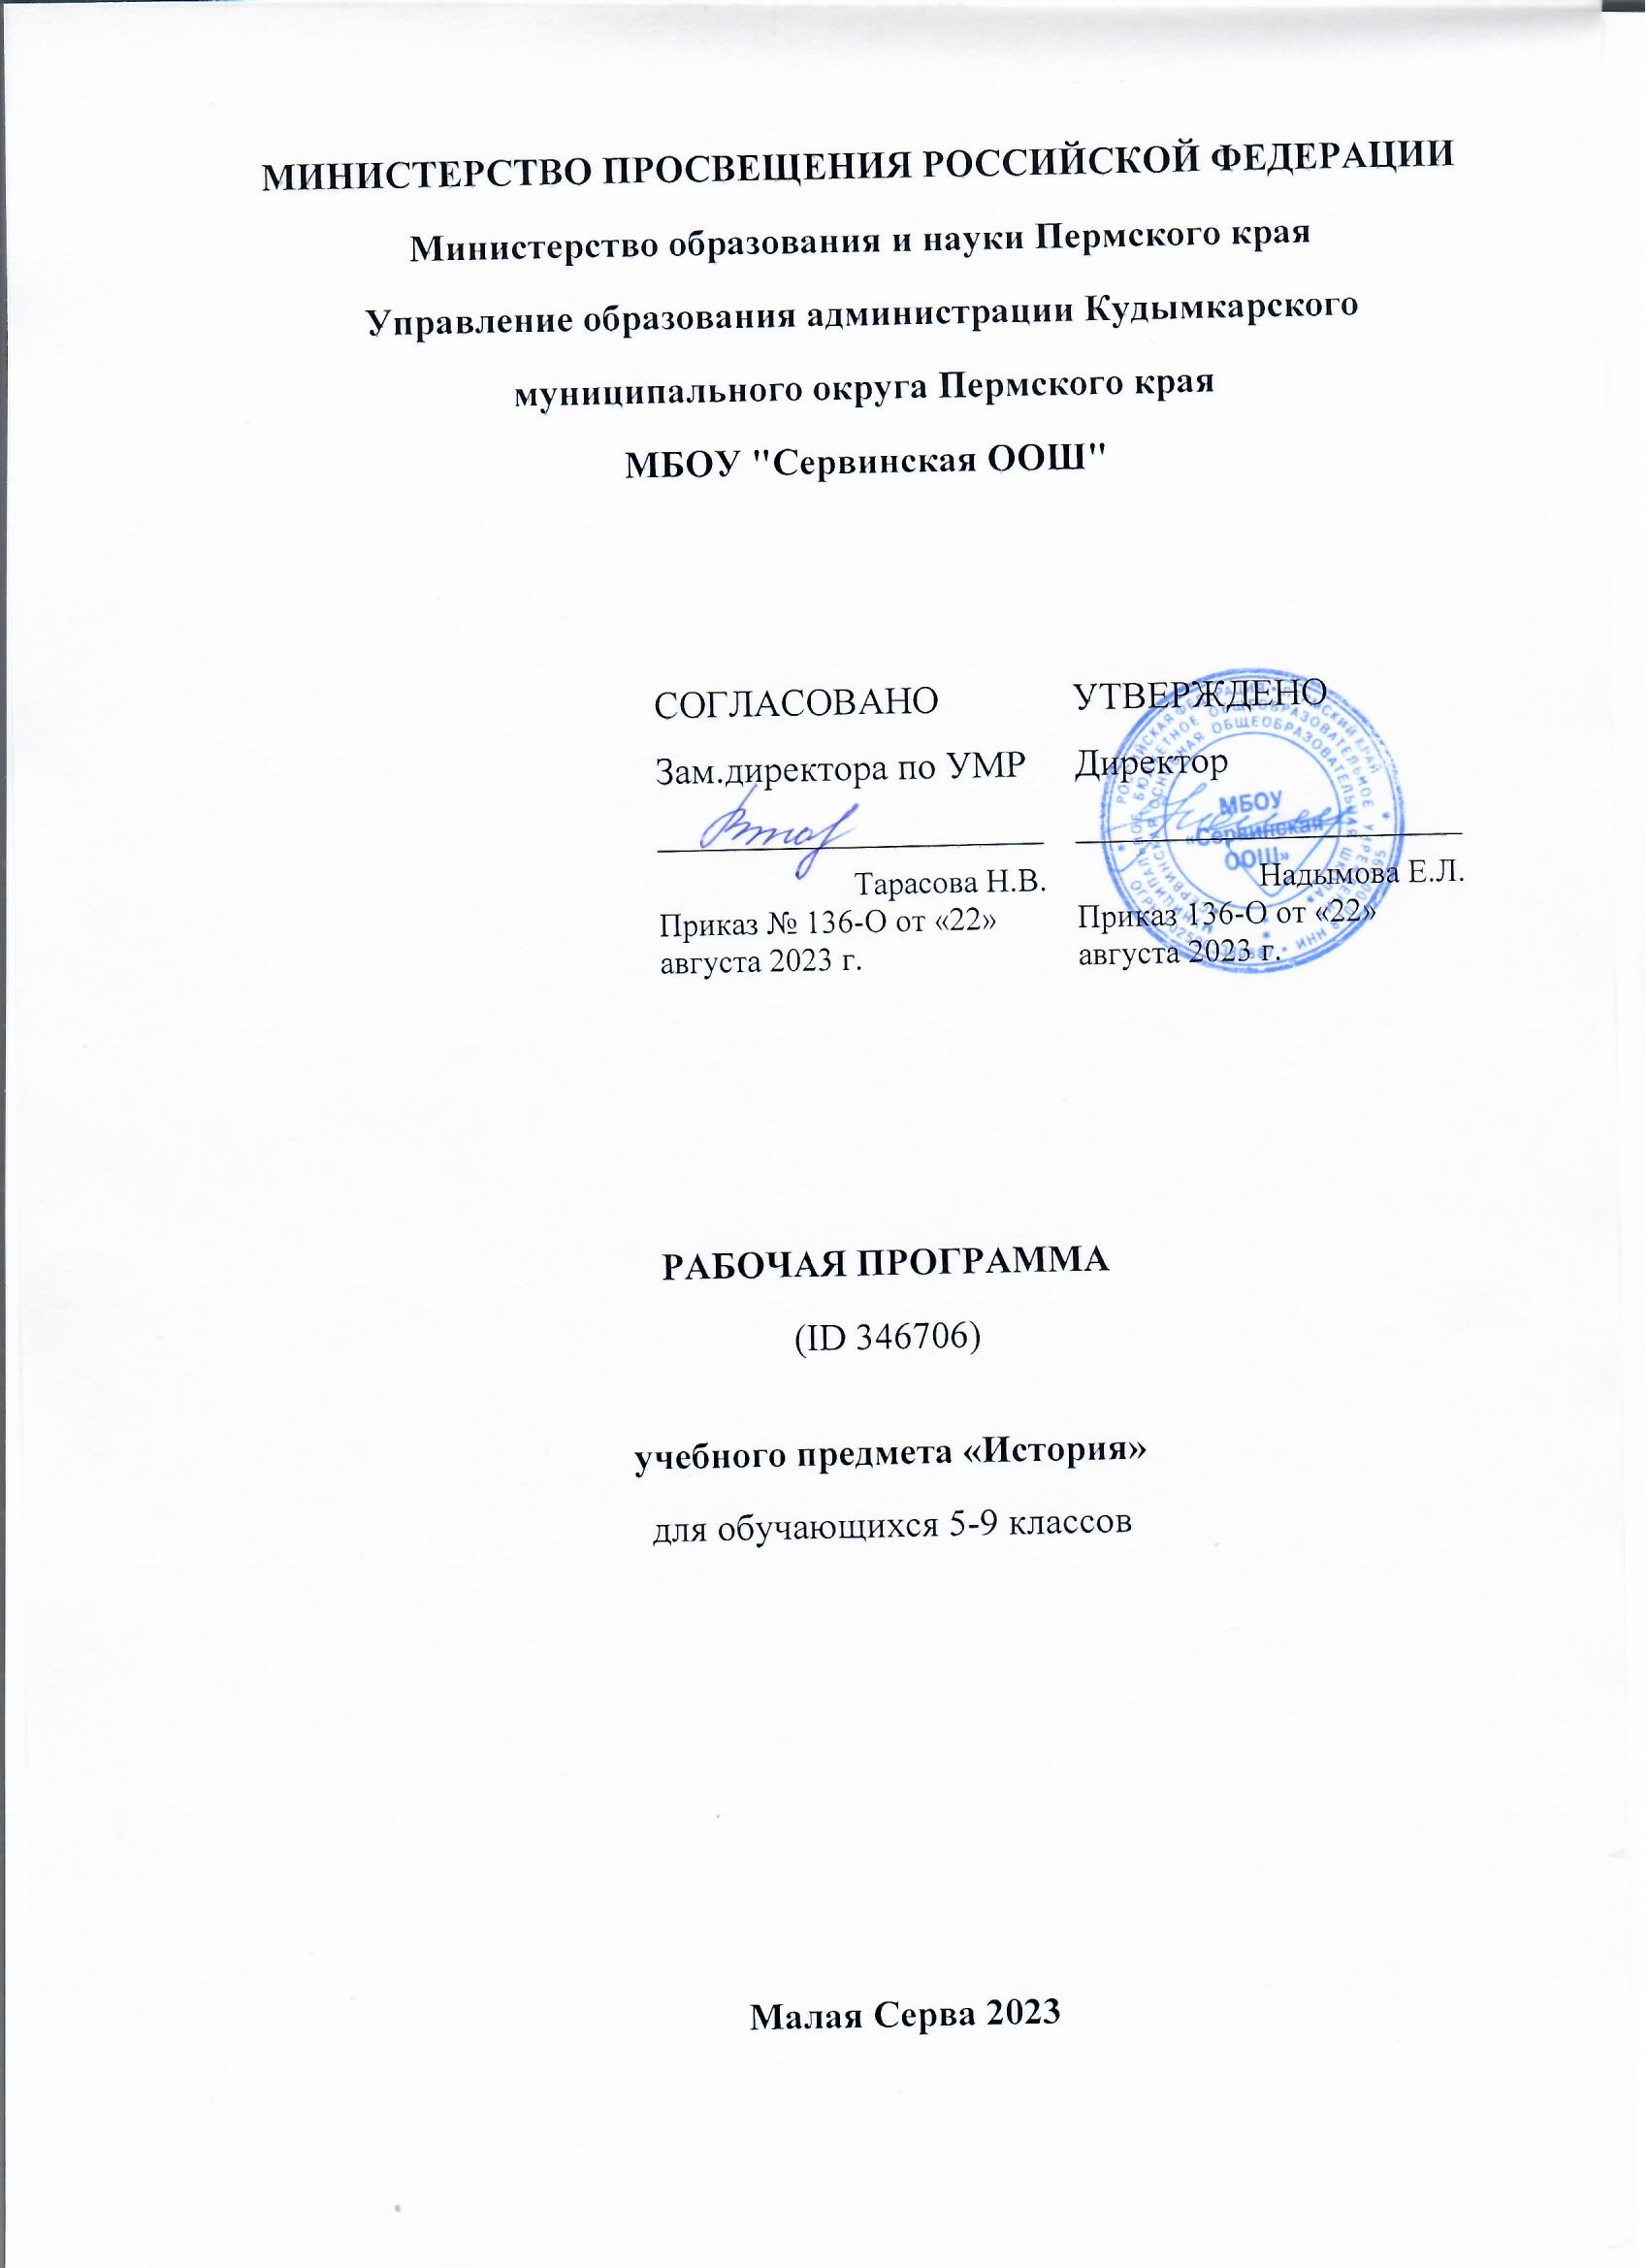 МИНИСТЕРСТВО ПРОСВЕЩЕНИЯ РОССИЙСКОЙ ФЕДЕРАЦИИ
Министерство образования и науки Пермского края
Управление образования администрации Кудымкарского
муниципального округа Пермского края
МБОУ "Сервинская ООШ"
СОГЛАСОВАНО
Зам.директора по УМР
Тарасова Н.В.
Приказ № 136-О от «22»
августа 2023 г.
УТВЕРЖДЕНО
Директор
Надымова Е.Л.
Приказ 136-О от «22»
августа 2023 г.
МБОУ
«Сервинская
ООШ»
РАБОЧАЯ ПРОГРАММА
(ID 346706)
учебного предмета «История»
для обучающихся 5-9 классов
Малая Серва 2023